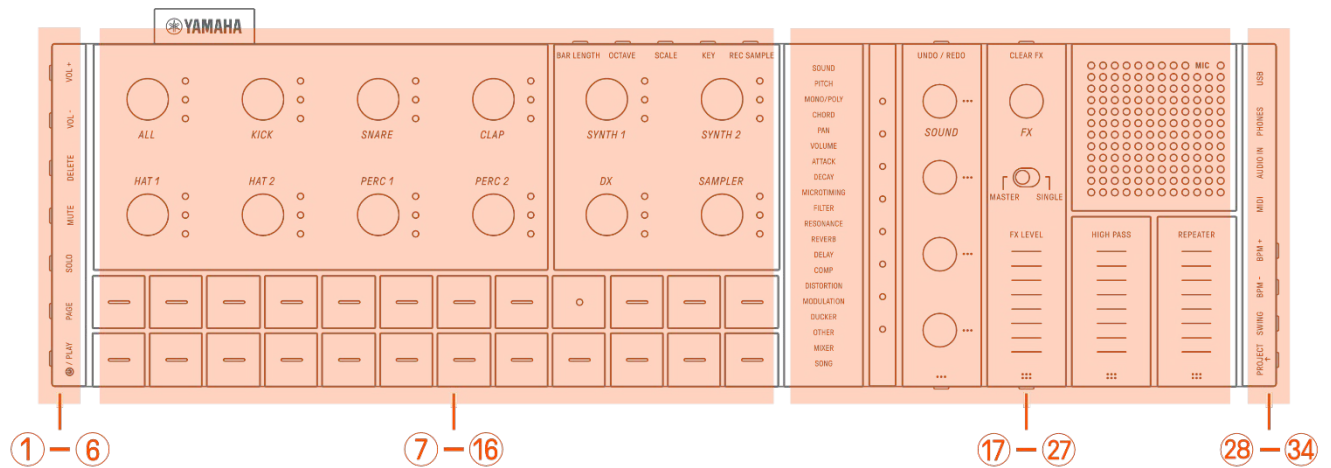 YAMAHA
BAR LENGTH OCTAVE SCALE KEY REC SAMPLE
VOL +
VOL -
DELETE
MUTE
SOLO
PAGE
/ PLAY
ALL KICK SNARE CLAP SYNTH 1 SYNTH 2
HAT 1 HAT 2 PERC 1 PERC 2 DX SAMPLER
SOUND
PITCH
MONO/POLY
CHORD
PAN
VOLUME
ATTACK
DECAY
MICROTIMING
FILTER
RESONANCE
REVERB
DELAY
COMP
DISTORTION
MODULATION
DUCKER
OTHER
MIXER
SONG
UNDO / REDO CLEAR FX
MIC
SOUND FX
MASTER SINGLE
FX LEVEL HIGH PASS REPEATER
USB
PHONES
AUDIO IN
MIDI
BPM +
BPM -
SWING
PROJECT ↑
① – ⑥ ⑦ – ⑯ ⑰ – ㉗ ㉘ – ㉞